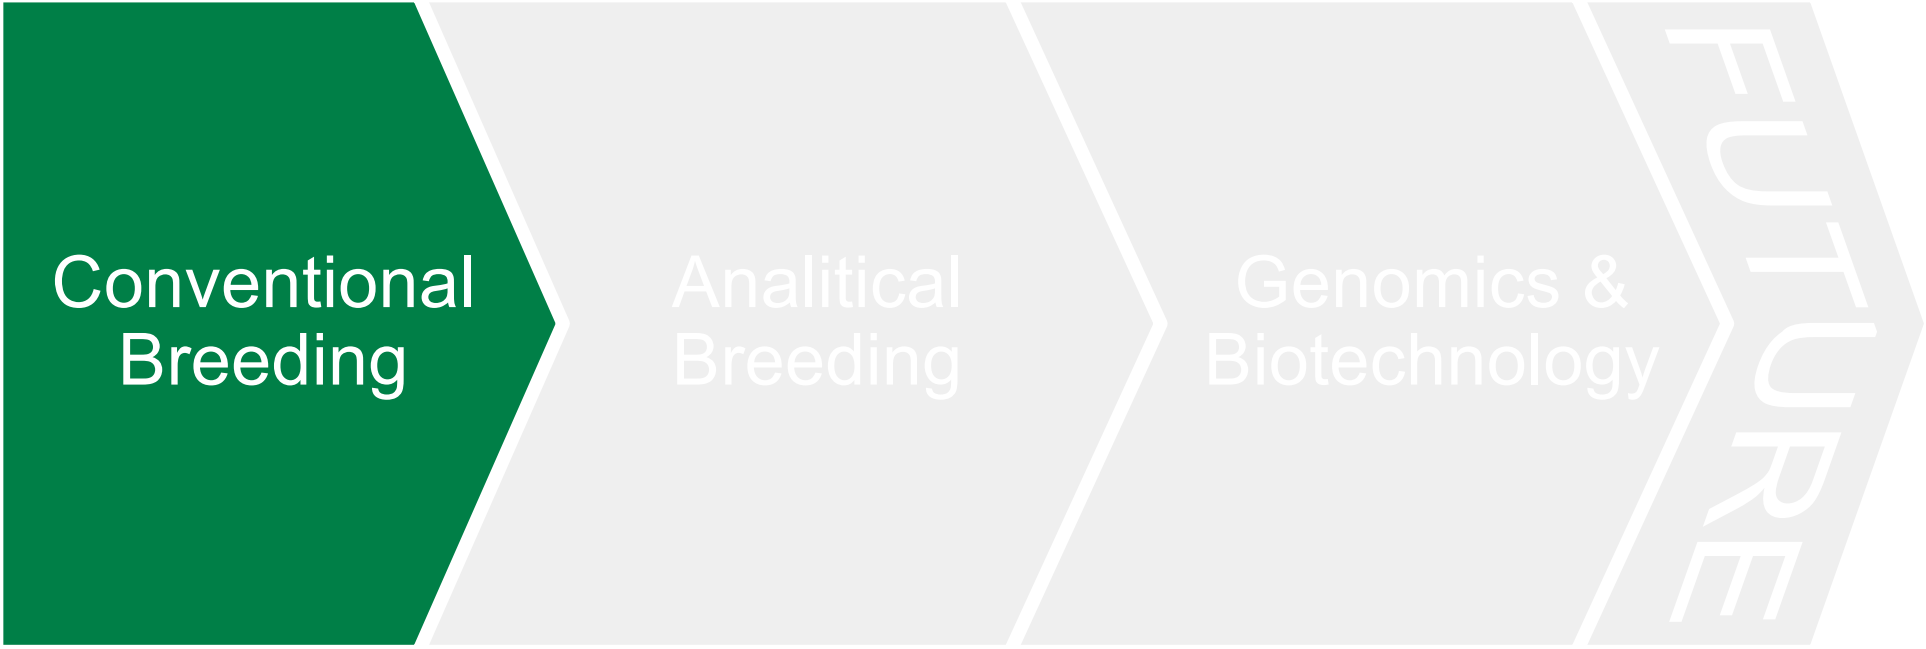 Conventional
Breeding
Analitical
Breeding
Genomics &
Biotechnology
FUTURE